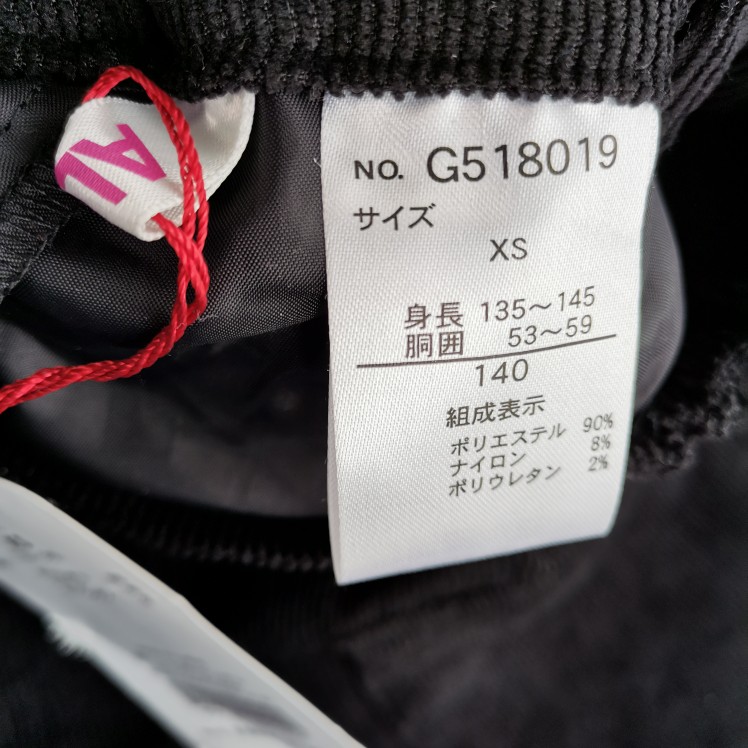 NO. G518019
サイズ
XS
身長 135〜145
胴囲 53〜59
140
組成表示
ポリエステル 90%
ナイロン 8%
ポリウレタン 2%